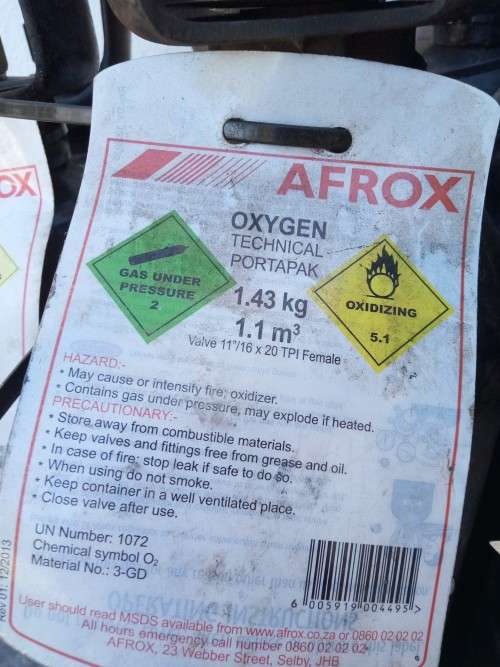 AFROX
OX
OXYGEN
TECHNICAL
PORTAPAK
GAS UNDER
PRESSURE
2
OXIDIZING
5.1
1.43 kg
1.1 m³
Valve 11"/16 x 20 TPI Female
HAZARD:-
• May cause or intensify fire; oxidizer.
• Contains gas under pressure, may explode if heated.
PRECAUTIONARY:-
• Store away from combustible materials.
• Keep valves and fittings free from grease and oil.
• In case of fire: stop leak if safe to do so.
• When using do not smoke.
• Keep container in a well ventilated place.
• Close valve after use.
UN Number: 1072
Chemical symbol O₂
Material No.: 3-GD
Rev 01: 12/2013
6 005919 004495 >
User should read MSDS available from www.afrox.co.za or 0860 02 02 02
All hours emergency call number 0860 02 02 02
AFROX, 23 Webber Street, Selby, JHB